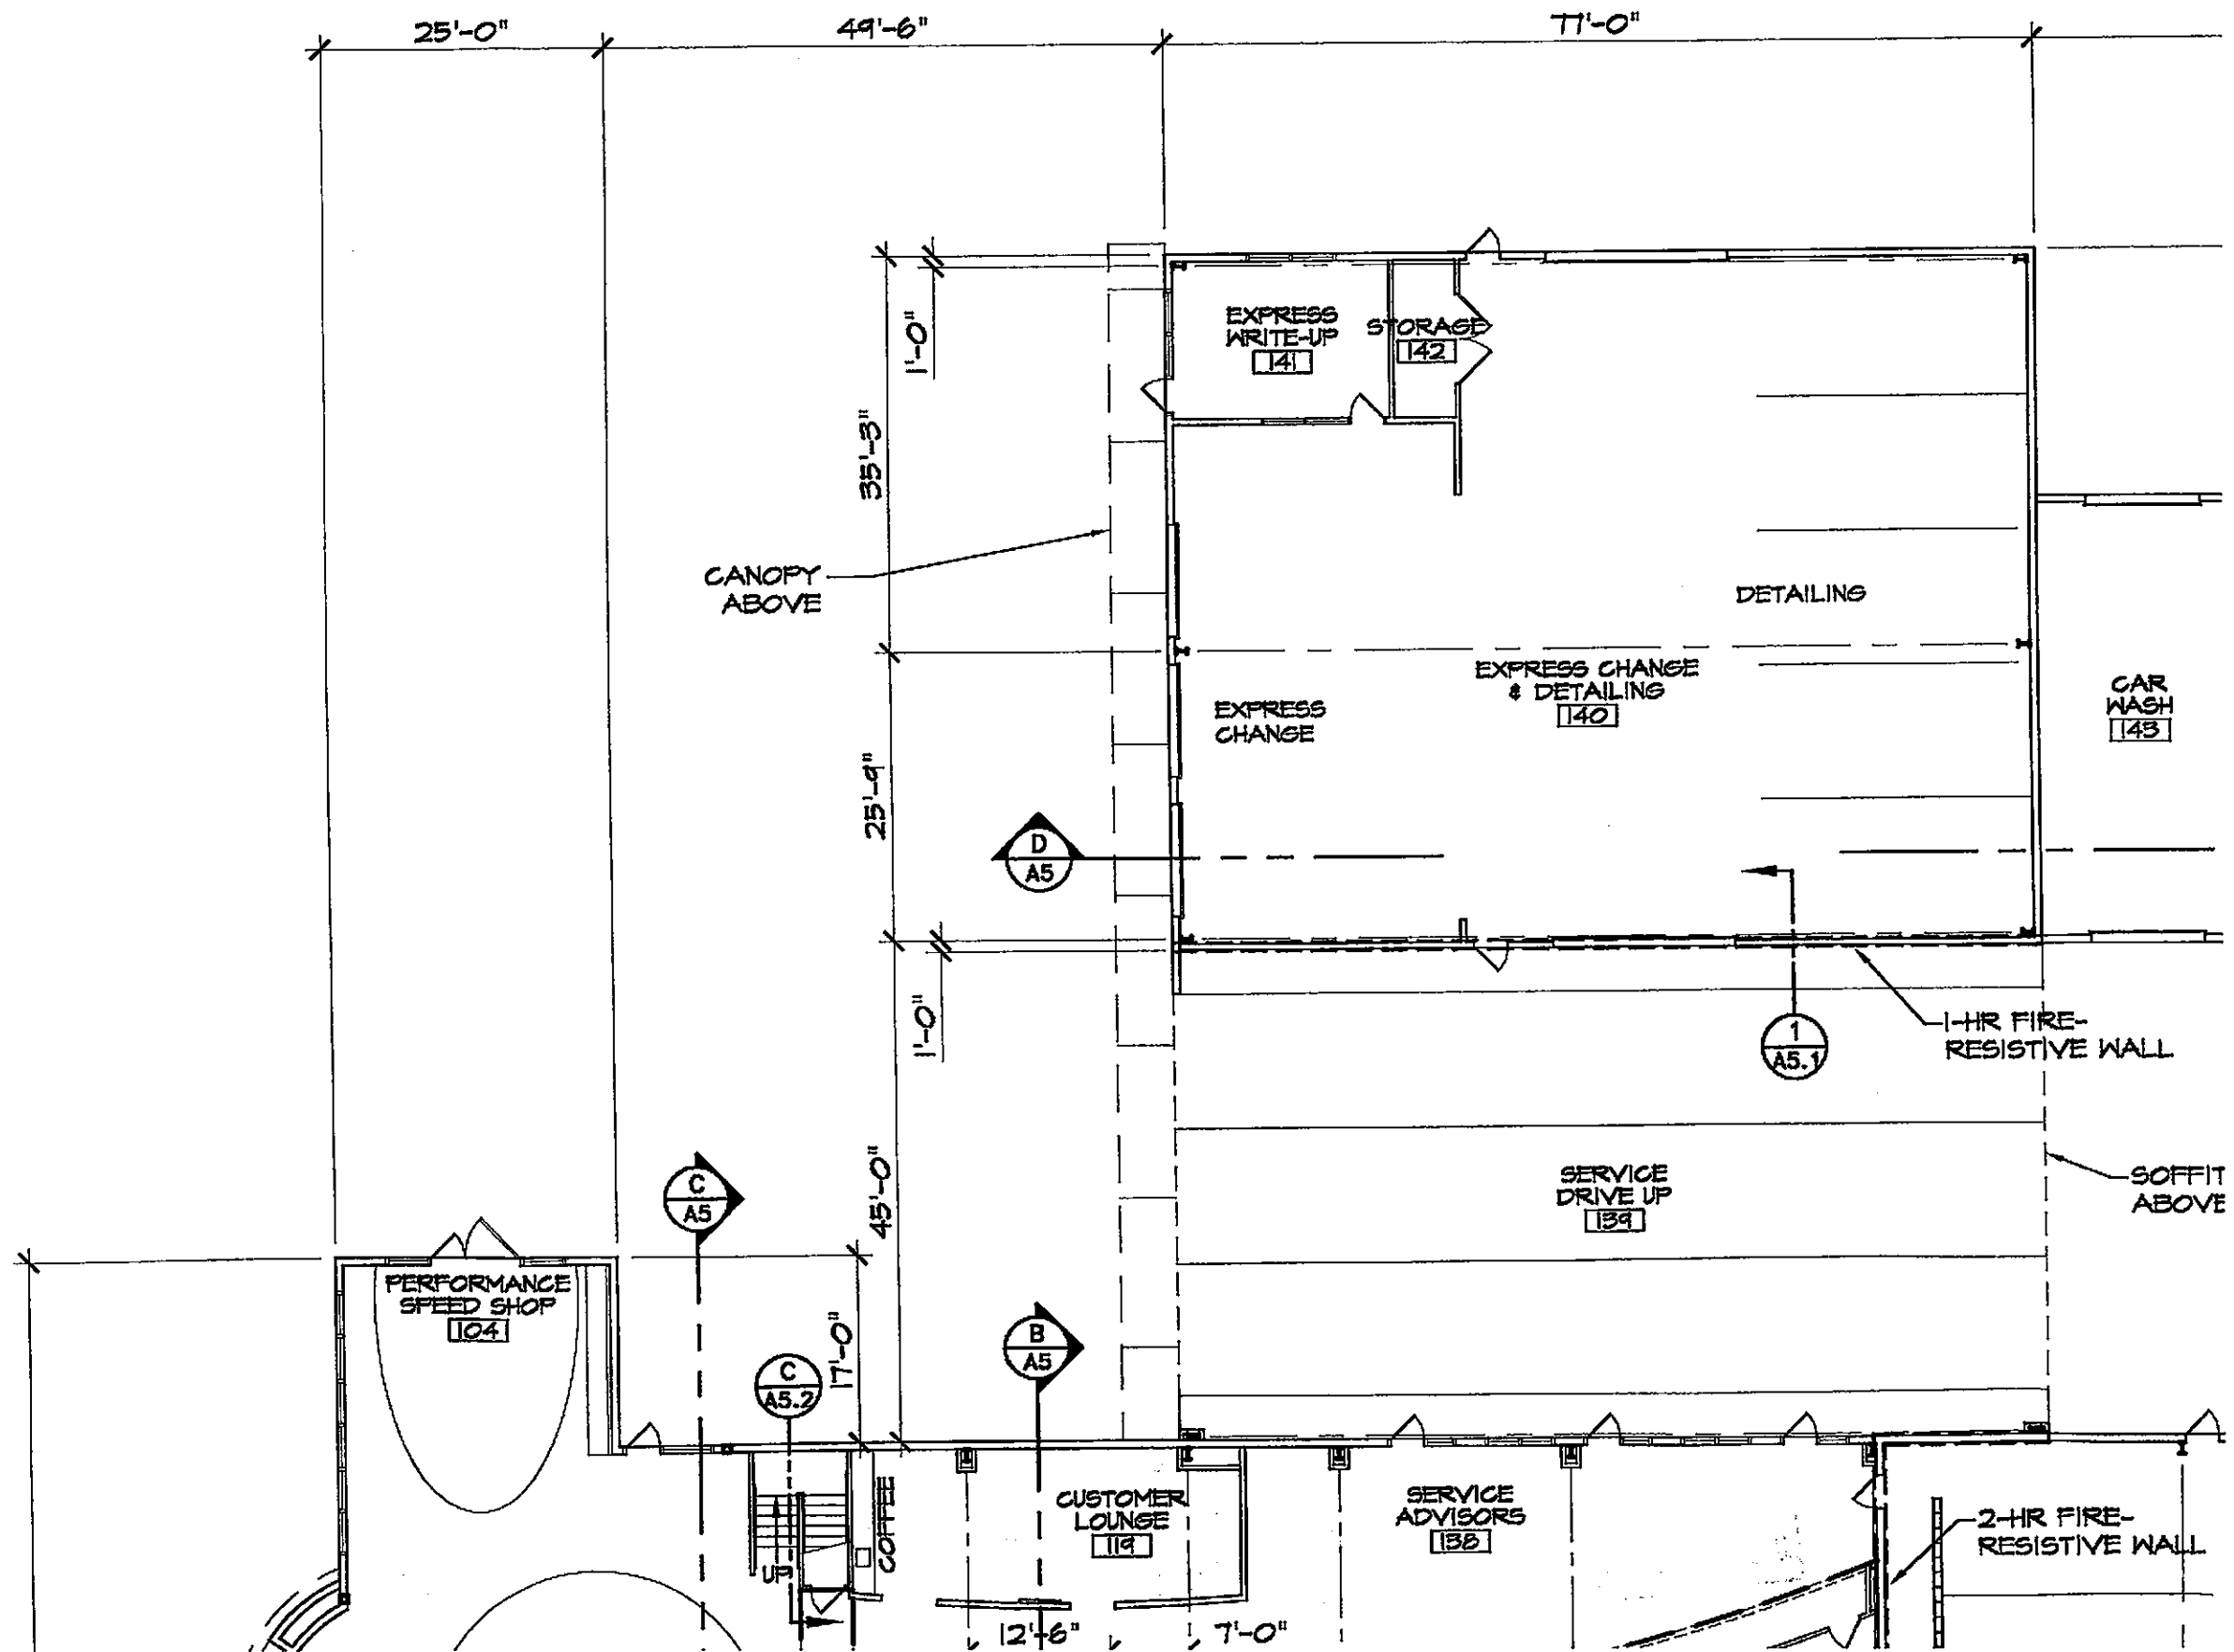 25'-0"
49'-6"
77'-0"
1'-0"
35'-3"
25'-9"
1'-0"
45'-0"
17'-0"
EXPRESS
WRITE-UP
141
STORAGE
142
CANOPY
ABOVE
DETAILING
EXPRESS CHANGE
& DETAILING
140
EXPRESS
CHANGE
CAR
WASH
143
D
A5
1
A5.1
1-HR FIRE-
RESISTIVE WALL
C
A5
SERVICE
DRIVE UP
139
SOFFIT
ABOVE
PERFORMANCE
SPEED SHOP
104
C
A5.2
B
A5
UP
COFFEE
CUSTOMER
LOUNGE
119
SERVICE
ADVISORS
138
2-HR FIRE-
RESISTIVE WALL
12'-6"
7'-0"